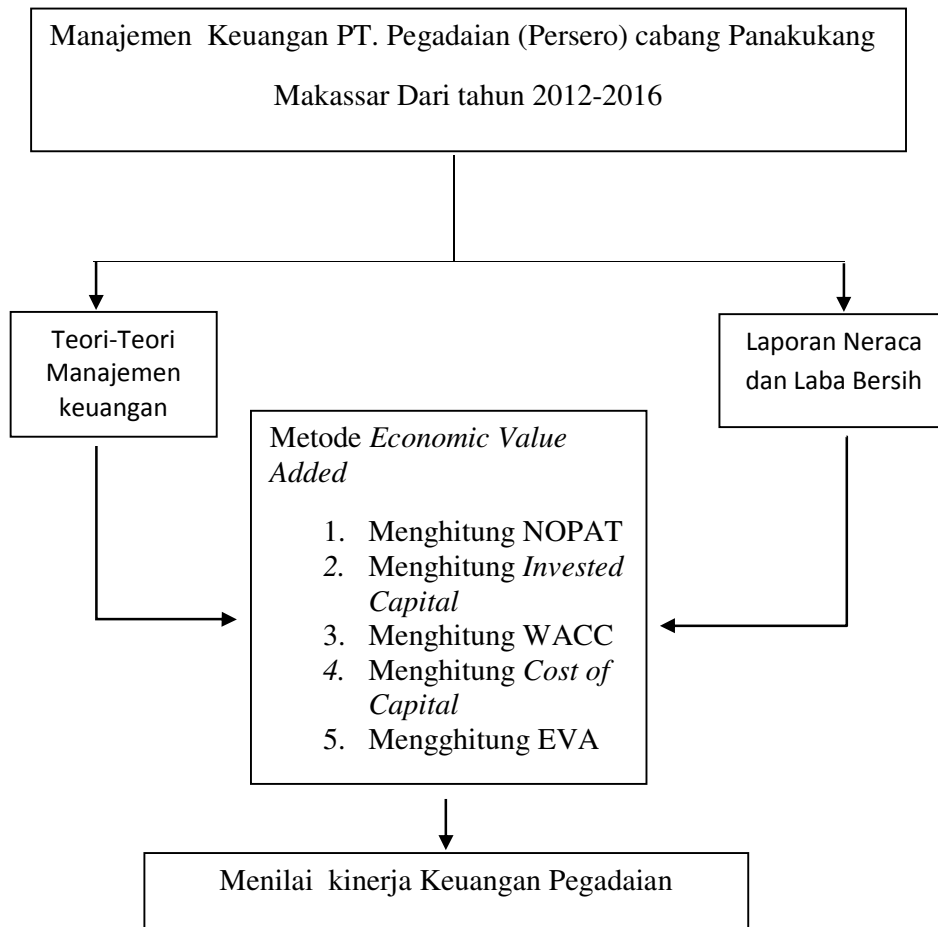 Manajemen  Keuangan PT. Pegadaian (Persero) cabang Panakukang
Makassar Dari tahun 2012-2016
Teori-Teori
Manajemen
keuangan
Laporan Neraca
dan Laba Bersih
Metode Economic Value
Added
1. Menghitung NOPAT
2. Menghitung Invested
Capital
3. Menghitung WACC
4. Menghitung Cost of
Capital
5. Mengghitung EVA
Menilai  kinerja Keuangan Pegadaian